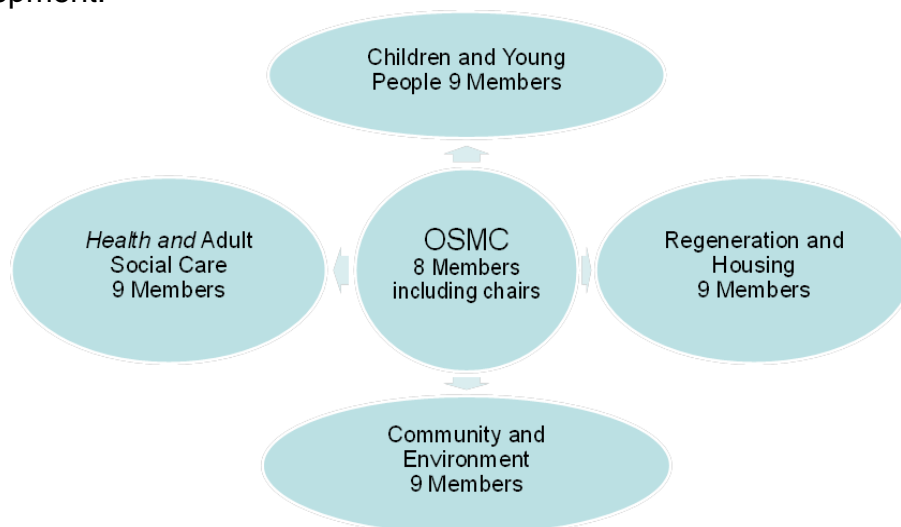 opment.
Children and Young
People 9 Members
Health and Adult
Social Care
9 Members
OSMC
8 Members
including chairs
Regeneration and
Housing
9 Members
Community and
Environment
9 Members